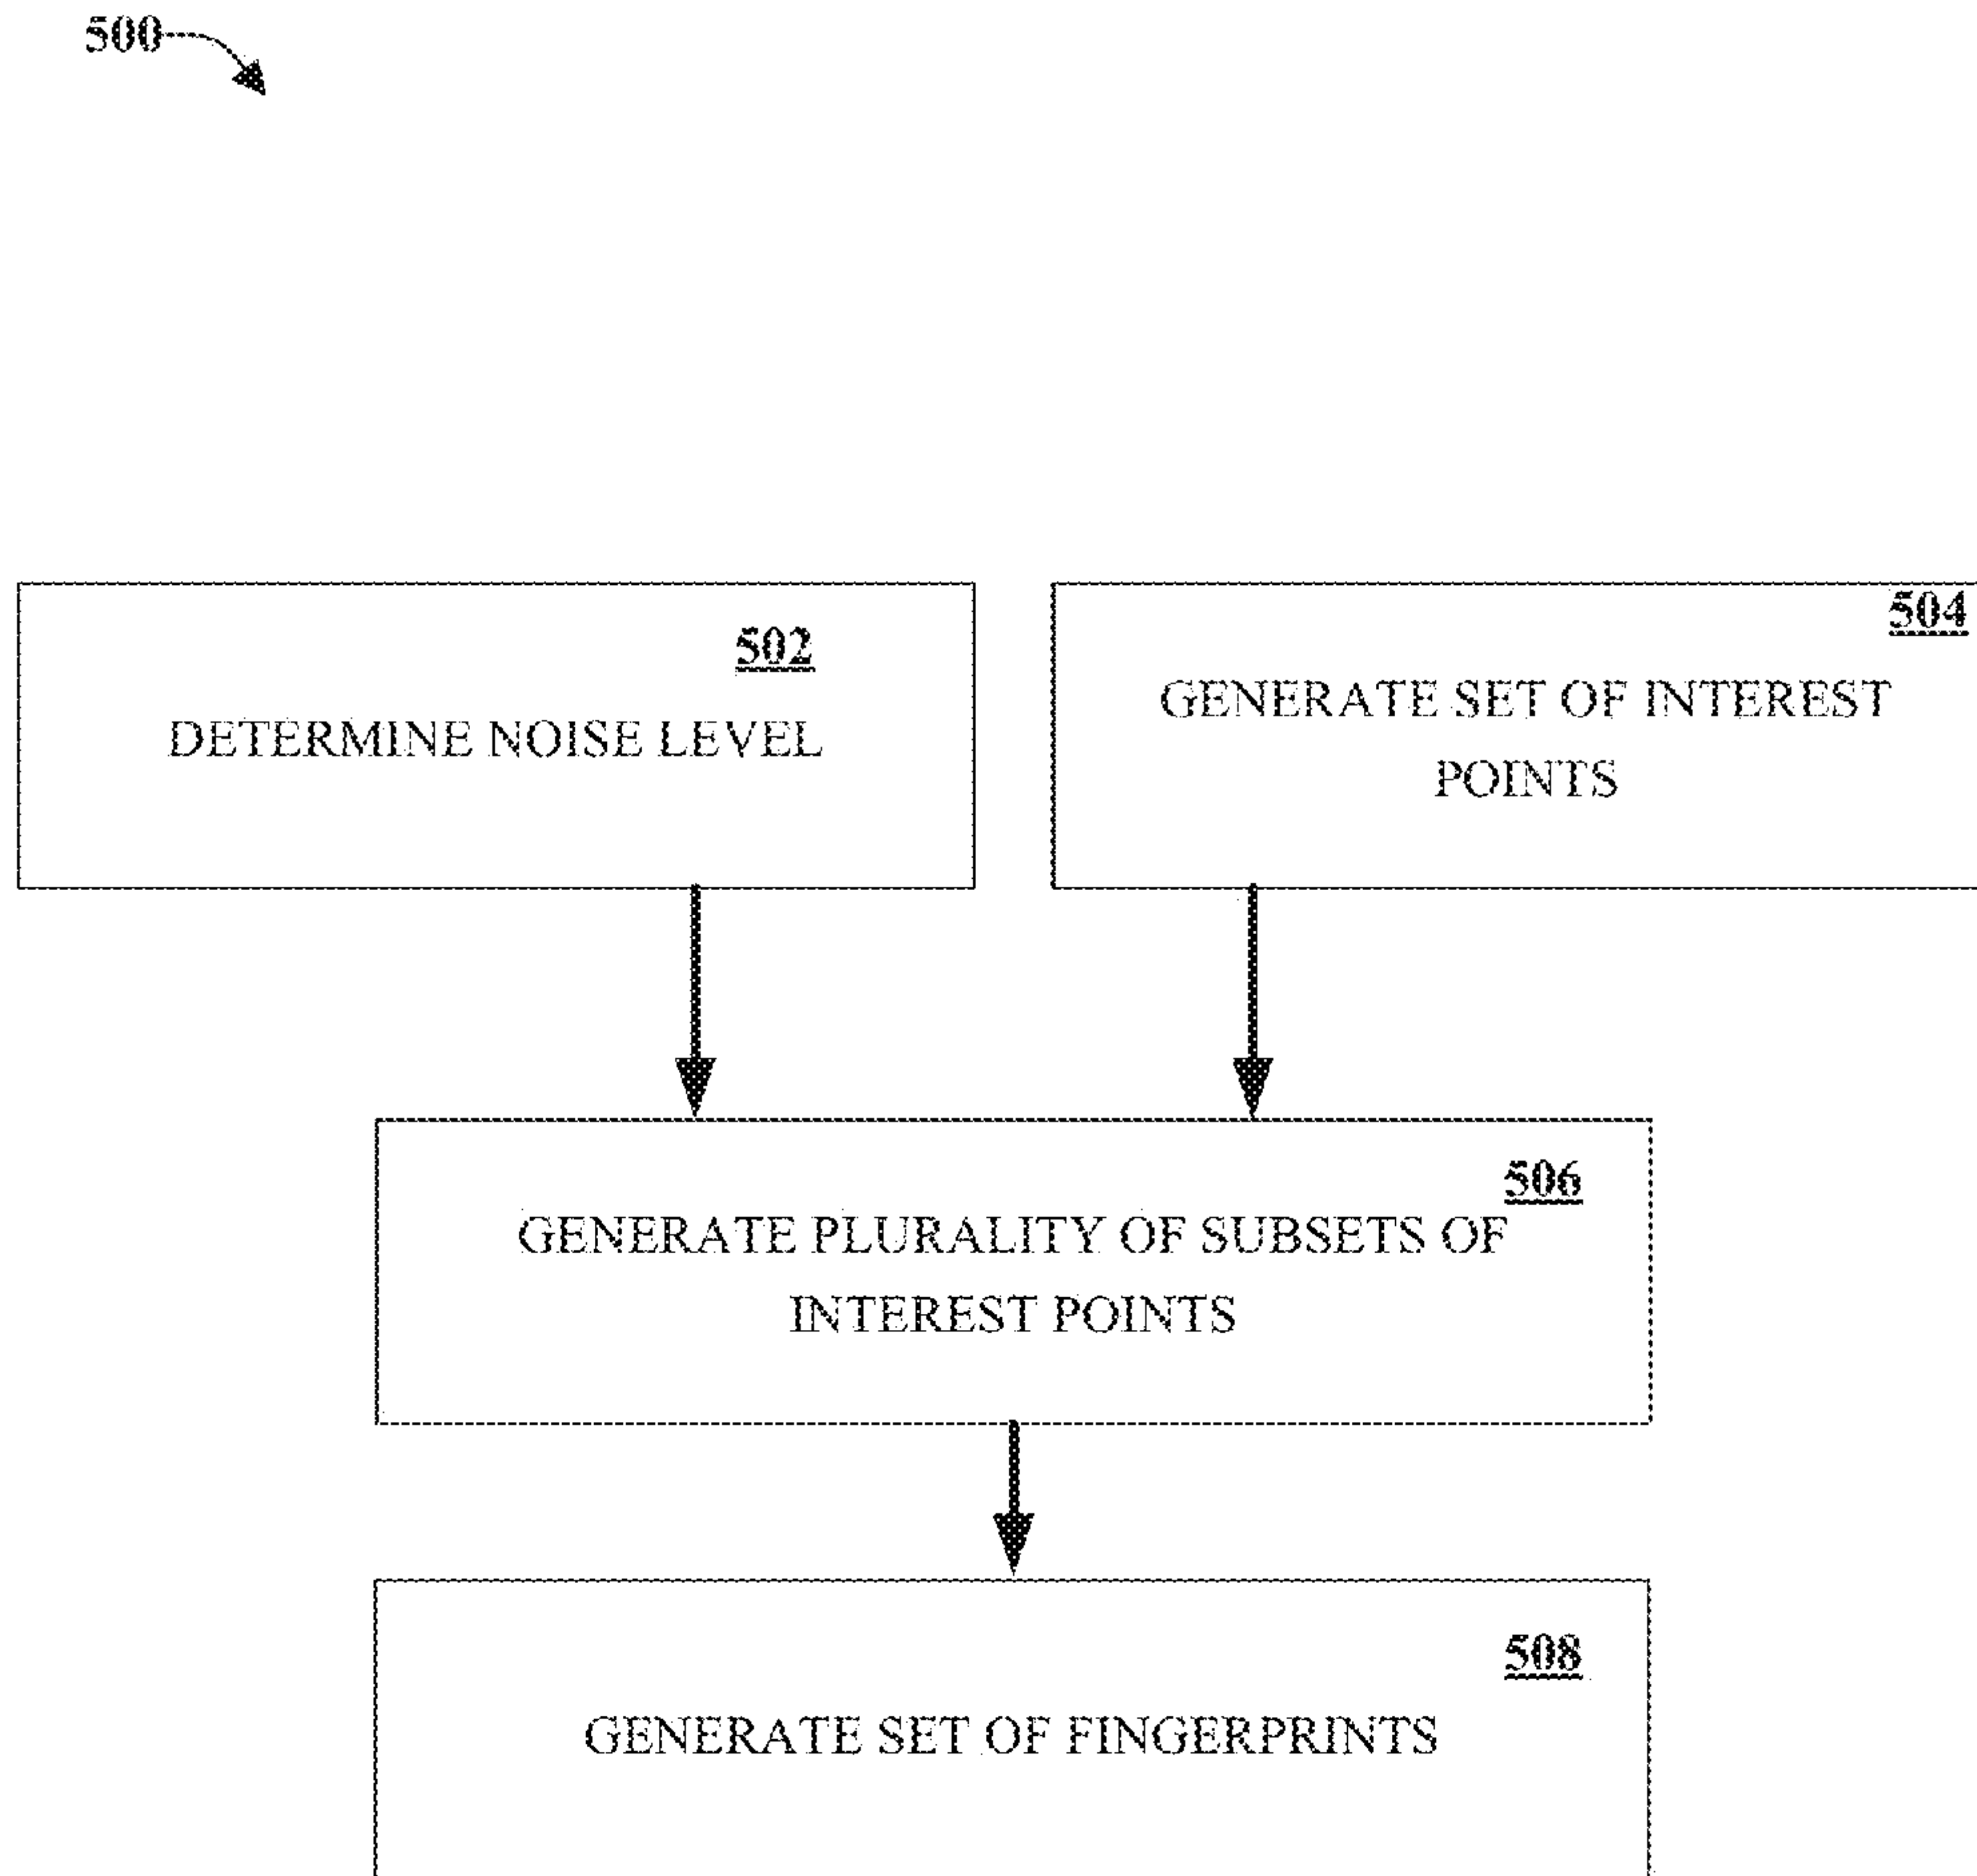 500
502
DETERMINE NOISE LEVEL
504
GENERATE SET OF INTEREST
POINTS
506
GENERATE PLURALITY OF SUBSETS OF
INTEREST POINTS
508
GENERATE SET OF FINGERPRINTS